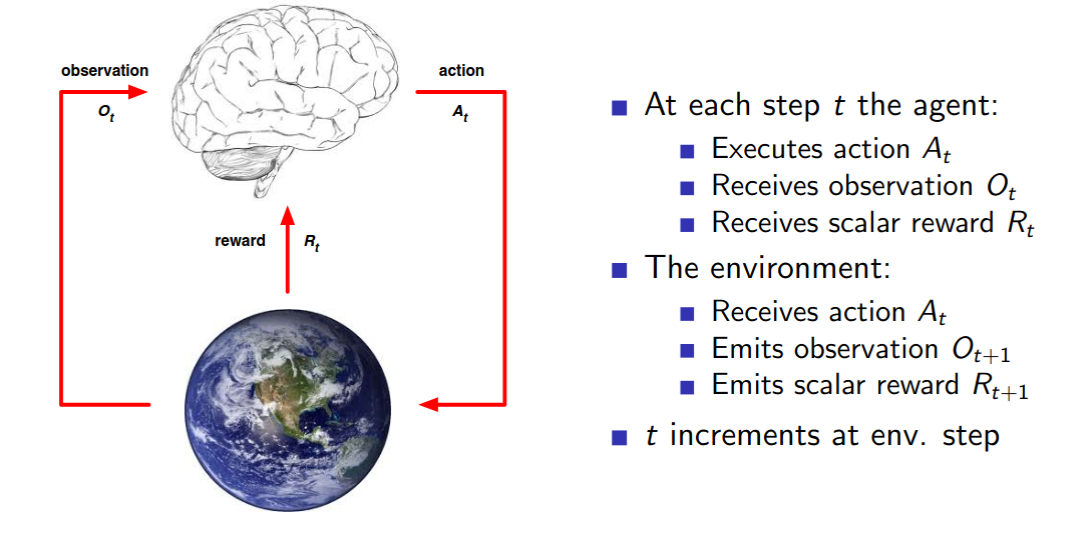 observation
O_t
action
A_t
reward R_t
At each step t the agent:
Executes action A_t
Receives observation O_t
Receives scalar reward R_t
The environment:
Receives action A_t
Emits observation O_{t+1}
Emits scalar reward R_{t+1}
t increments at env. step